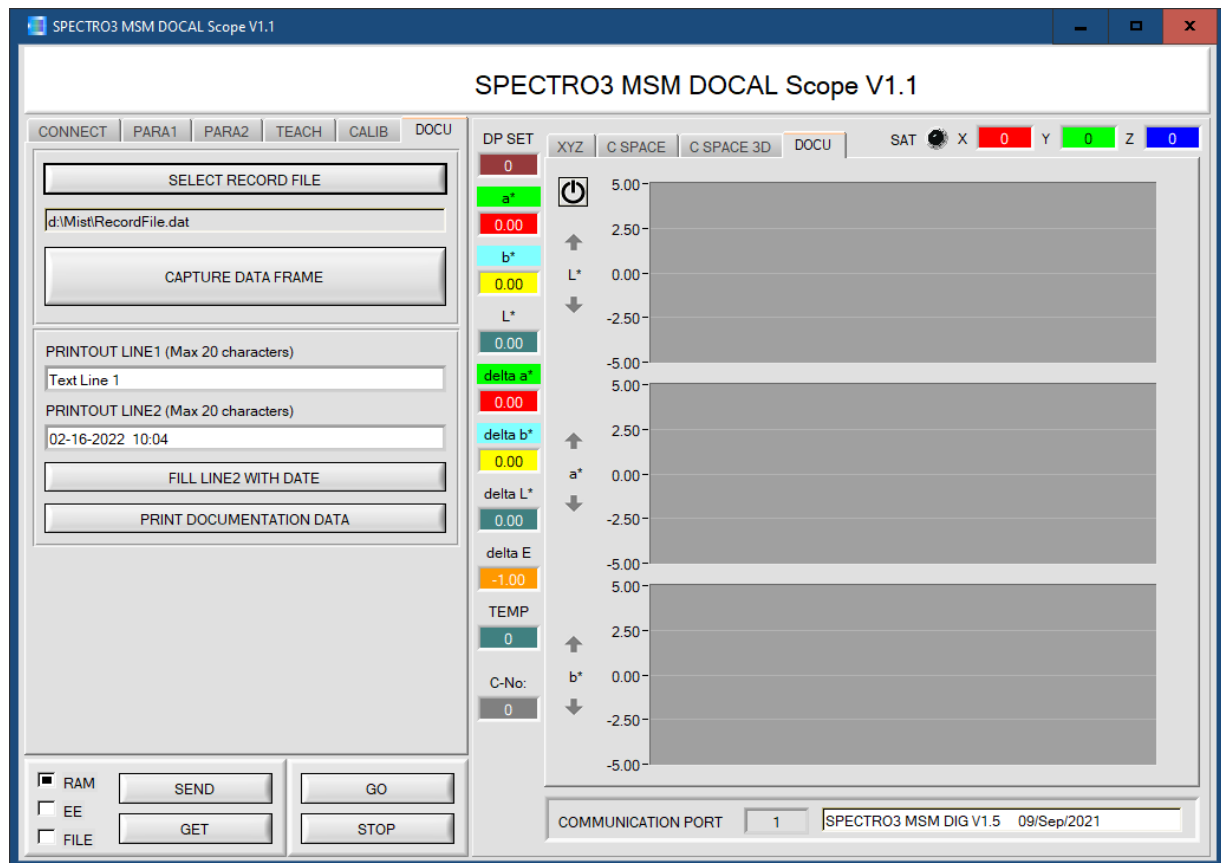 SPECTRO3 MSM DOCAL Scope V1.1
SPECTRO3 MSM DOCAL Scope V1.1
CONNECT PARA1 PARA2 TEACH CALIB DOCU
SELECT RECORD FILE
d:\Mist\RecordFile.dat
CAPTURE DATA FRAME
PRINTOUT LINE1 (Max 20 characters)
Text Line 1
PRINTOUT LINE2 (Max 20 characters)
02-16-2022 10:04
FILL LINE2 WITH DATE
PRINT DOCUMENTATION DATA
RAM
EE
FILE
SEND
GET
GO
STOP
DP SET
0
a*
0.00
b*
0.00
L*
0.00
delta a*
0.00
delta b*
0.00
delta L*
0.00
delta E
-1.00
TEMP
0
C-No:
0
XYZ C SPACE C SPACE 3D DOCU
SAT X 0 Y 0 Z 0
5.00
2.50
L* 0.00
-2.50
-5.00
5.00
2.50
a* 0.00
-2.50
-5.00
5.00
2.50
b* 0.00
-2.50
-5.00
COMMUNICATION PORT 1 SPECTRO3 MSM DIG V1.5 09/Sep/2021